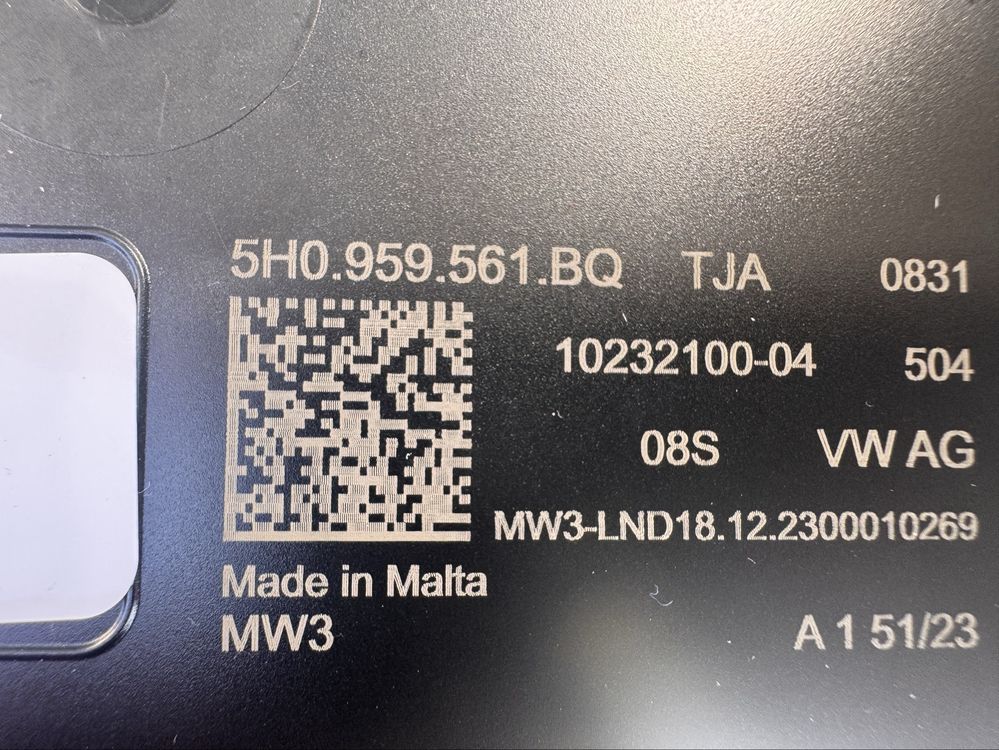 5H0.959.561.BQ TJA 0831
10232100-04 504
08S VW AG
MW3-LND18.12.2300010269
Made in Malta
MW3 A 1 51/23